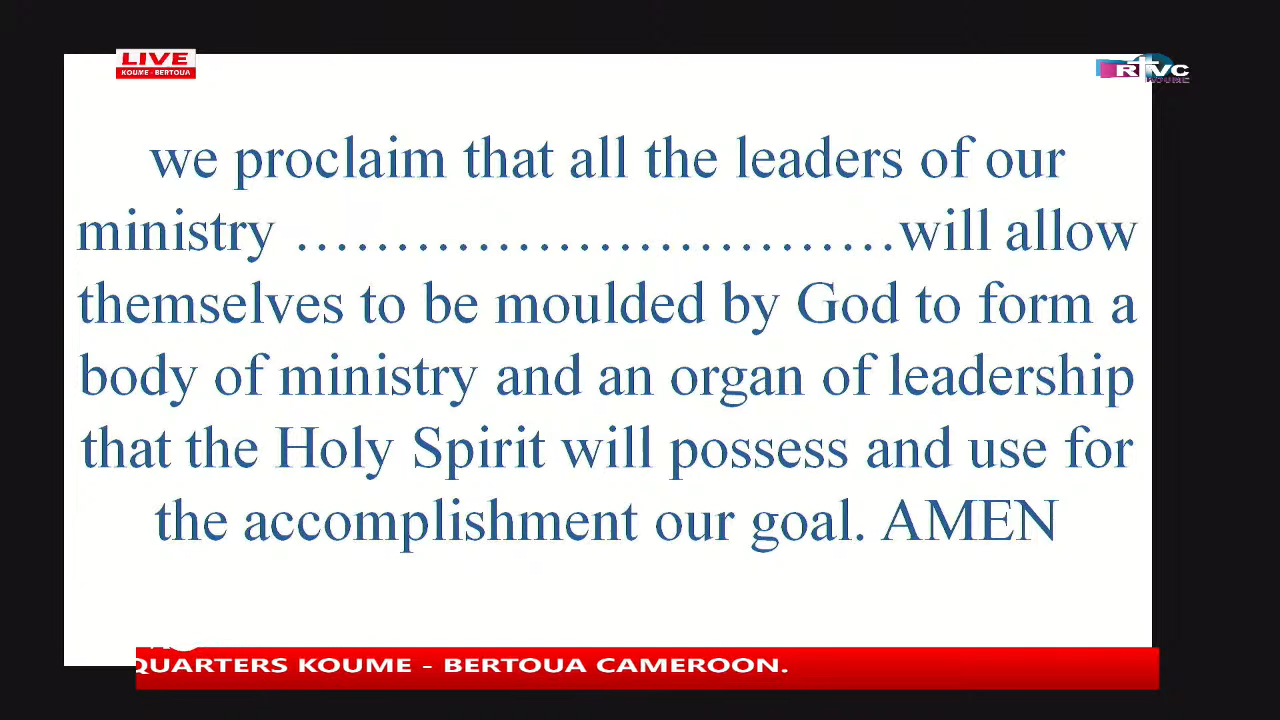 LIVE
KOUME - BERTOUA
RTVC
KOUME
we proclaim that all the leaders of our
ministry …………………………will allow
themselves to be moulded by God to form a
body of ministry and an organ of leadership
that the Holy Spirit will possess and use for
the accomplishment our goal. AMEN
QUARTERS KOUME - BERTOUA CAMEROON.